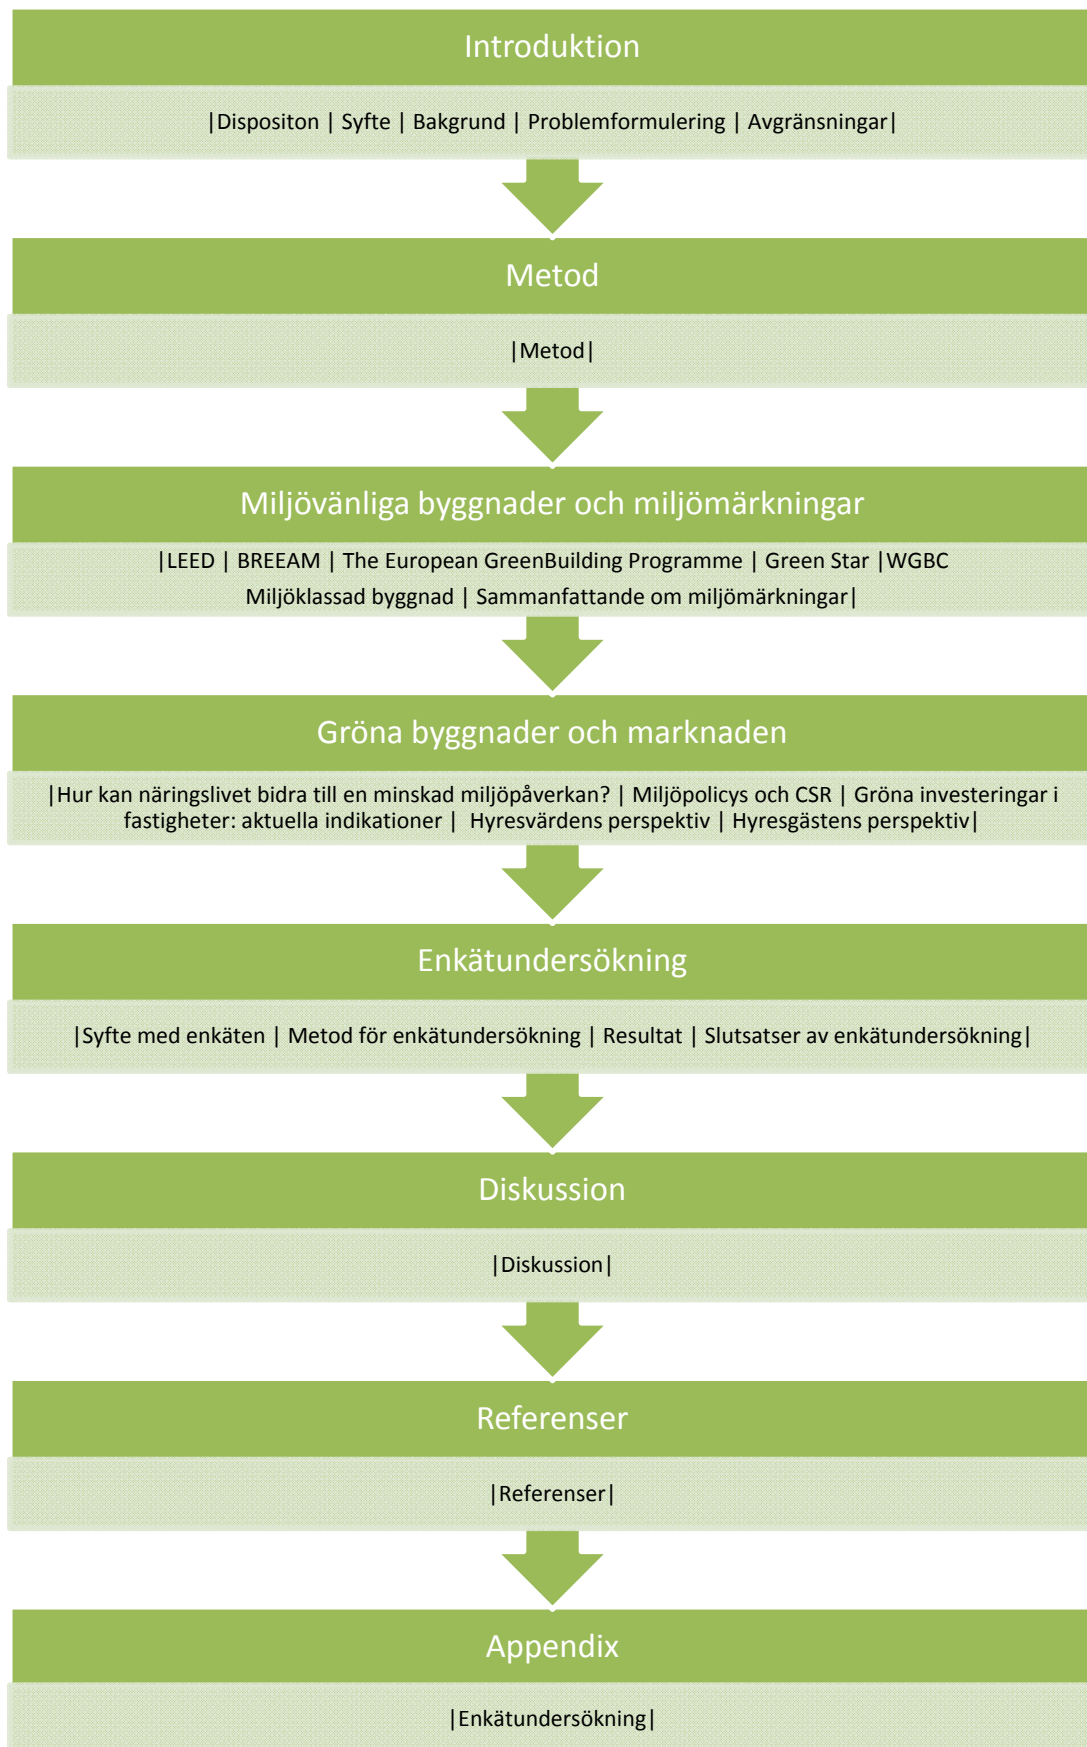 Introduktion
|Dispositon | Syfte | Bakgrund | Problemformulering | Avgränsningar|
Metod
|Metod|
Miljövänliga byggnader och miljömärkningar
|LEED | BREEAM | The European GreenBuilding Programme | Green Star |WGBC
Miljöklassad byggnad | Sammanfattande om miljömärkningar|
Gröna byggnader och marknaden
|Hur kan näringslivet bidra till en minskad miljöpåverkan? | Miljöpolicys och CSR | Gröna investeringar i
fastigheter: aktuella indikationer | Hyresvärdens perspektiv | Hyresgästens perspektiv|
Enkätundersökning
|Syfte med enkäten | Metod för enkätundersökning | Resultat | Slutsatser av enkätundersökning|
Diskussion
|Diskussion|
Referenser
|Referenser|
Appendix
|Enkätundersökning|